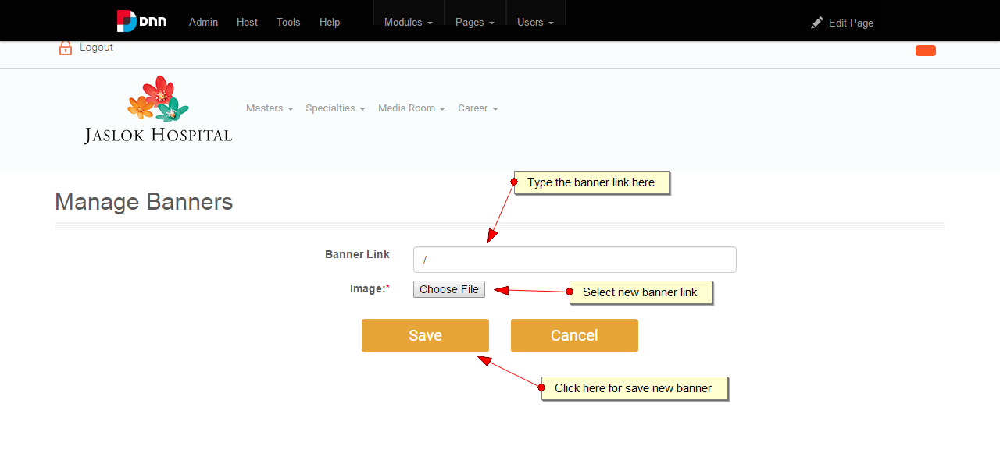 DNN Admin Host Tools Help Modules Pages Users Edit Page
Logout
Masters Specialties Media Room Career
JASLOK HOSPITAL
Type the banner link here
Manage Banners
Banner Link /
Image:* Choose File Select new banner link
Save Cancel
Click here for save new banner